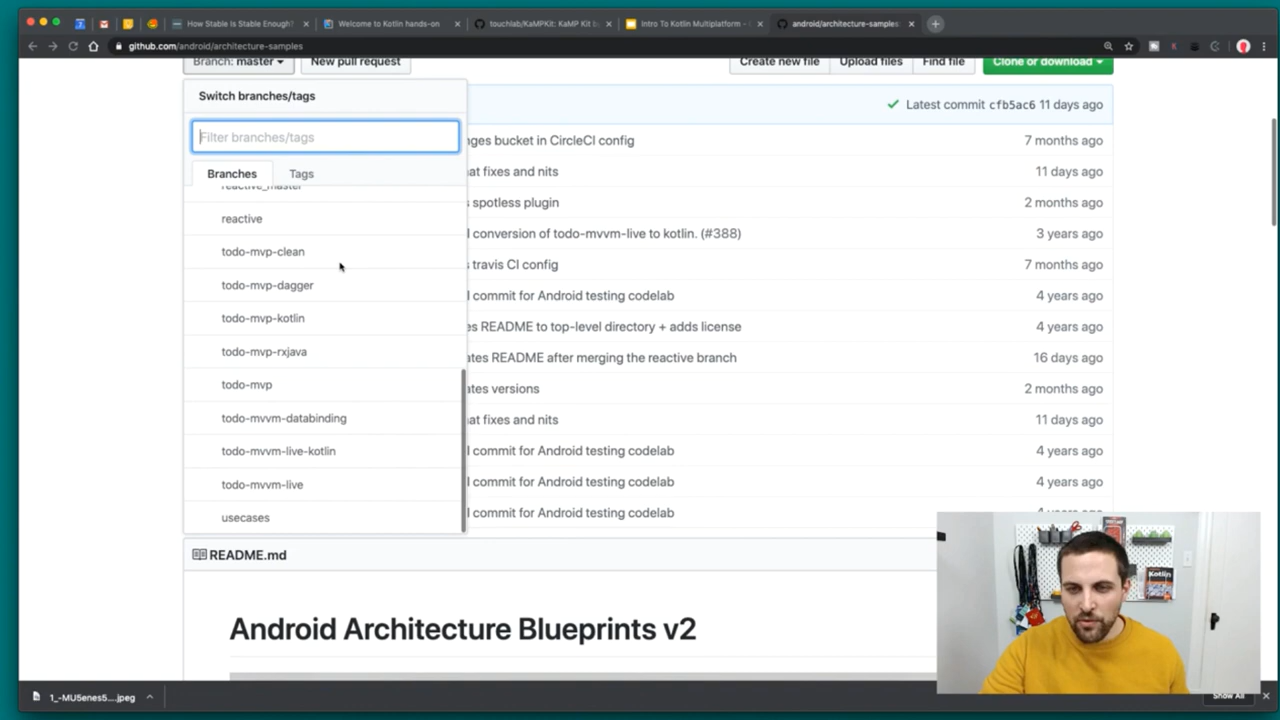 How Stable Is Stable Enough?
Welcome to Kotlin hands-on
touchlab/KaMPKit: KaMP Kit
Intro To Kotlin Multiplatform -
android/architecture-samples
github.com/android/architecture-samples
Branch: master
New pull request
Create new file
Upload files
Find file
Clone or download
Switch branches/tags
Latest commit cfb5ac6 11 days ago
Filter branches/tags
nges bucket in CircleCI config
7 months ago
Branches
Tags
at fixes and nits
11 days ago
reactive_master
s spotless plugin
2 months ago
reactive
l conversion of todo-mvvm-live to kotlin. (#388)
3 years ago
todo-mvp-clean
s travis CI config
7 months ago
todo-mvp-dagger
l commit for Android testing codelab
4 years ago
todo-mvp-kotlin
es README to top-level directory + adds license
4 years ago
todo-mvp-rxjava
ates README after merging the reactive branch
16 days ago
todo-mvp
ates versions
2 months ago
todo-mvvm-databinding
at fixes and nits
11 days ago
todo-mvvm-live-kotlin
l commit for Android testing codelab
4 years ago
todo-mvvm-live
l commit for Android testing codelab
4 years ago
usecases
l commit for Android testing codelab
4 years ago
README.md
Kotlin
Android Architecture Blueprints v2
1_-MU5enes5....jpeg
Show All